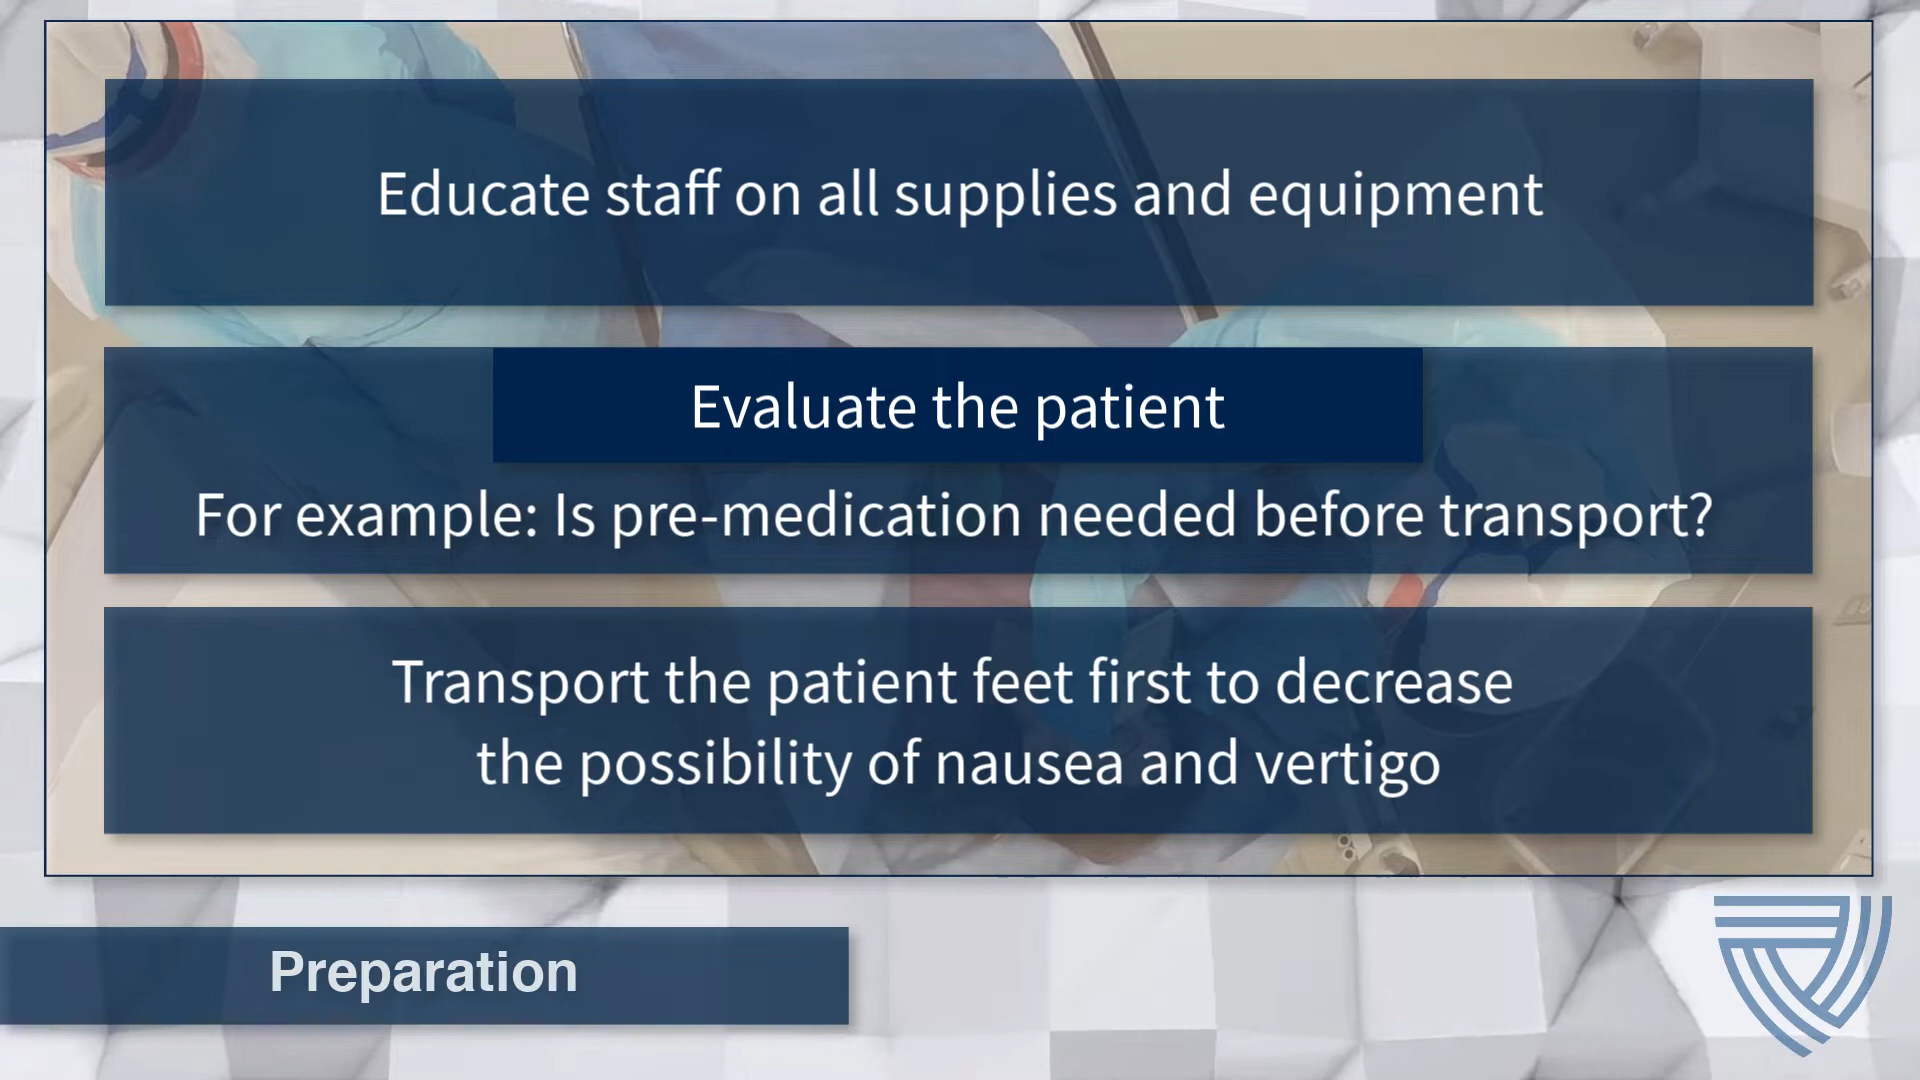 Educate staff on all supplies and equipment
Evaluate the patient
For example: Is pre-medication needed before transport?
Transport the patient feet first to decrease
the possibility of nausea and vertigo
Preparation